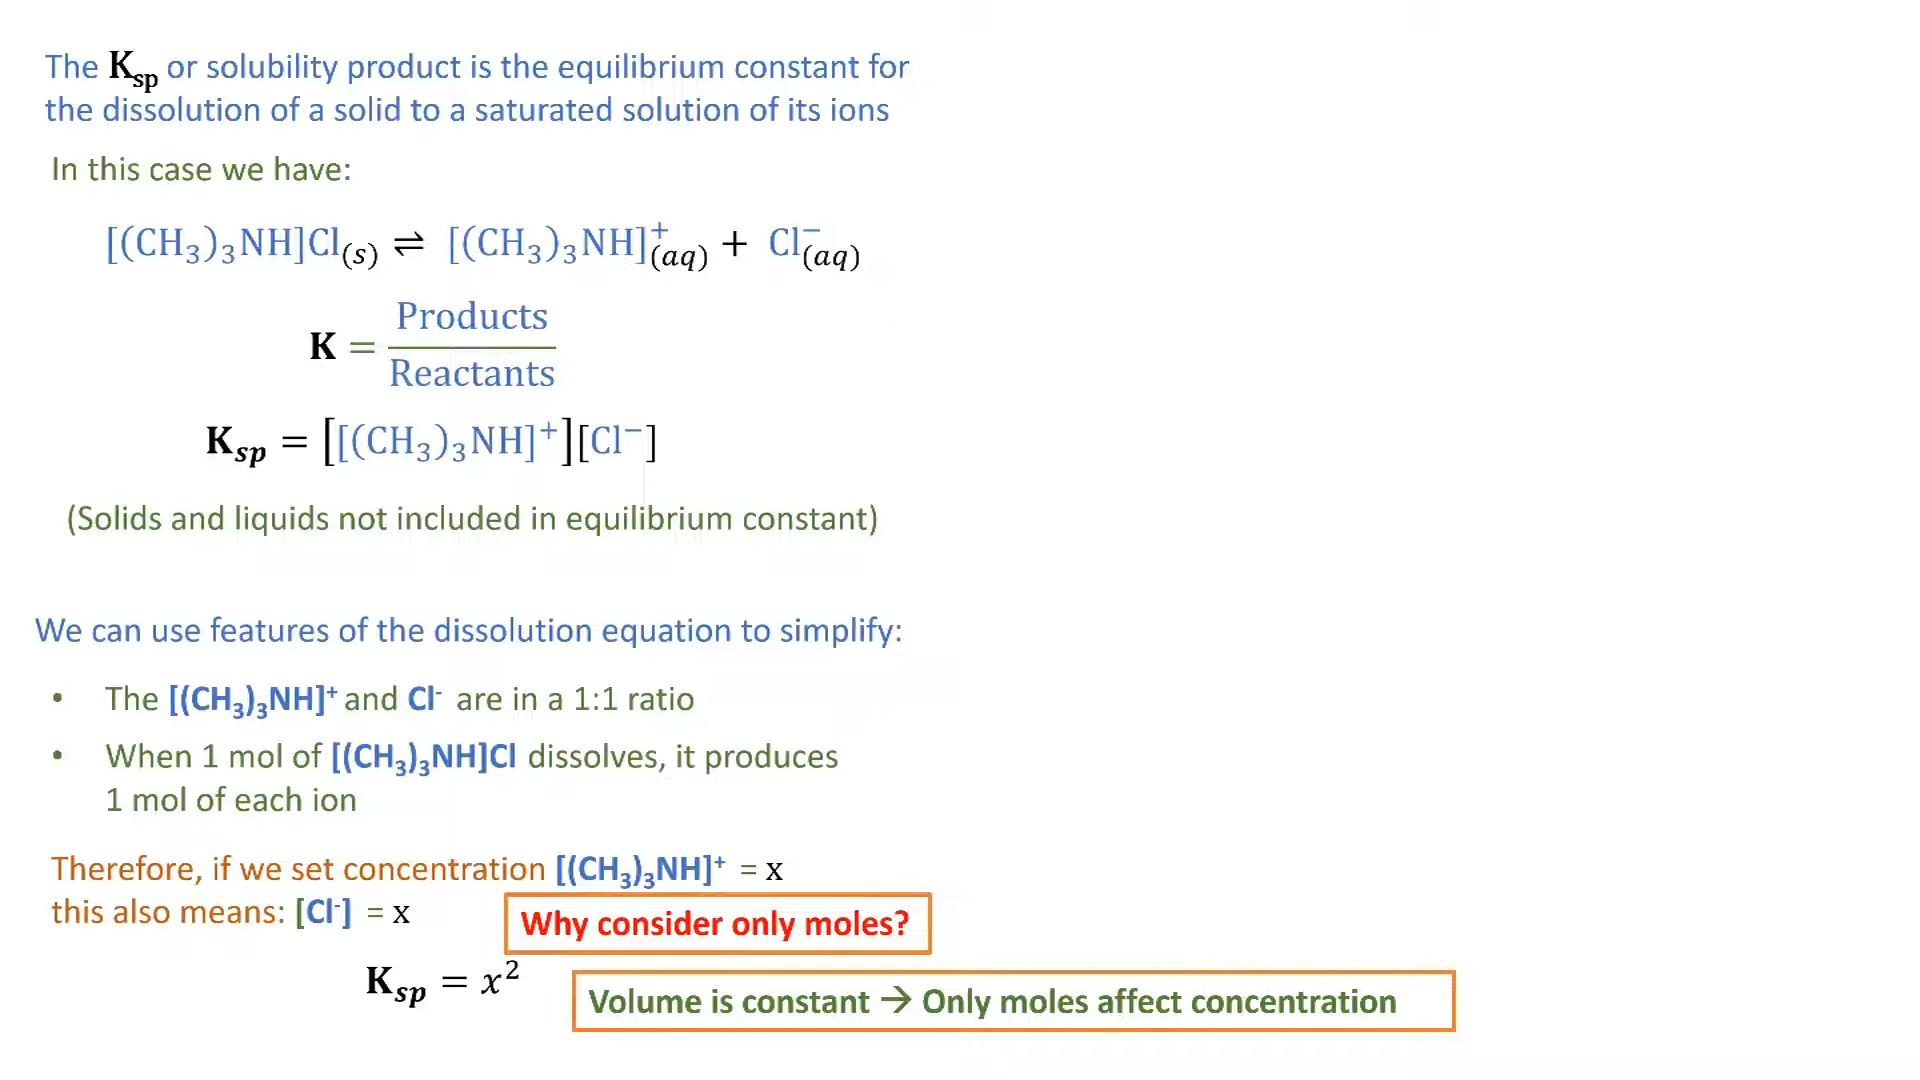 The K_sp or solubility product is the equilibrium constant for
the dissolution of a solid to a saturated solution of its ions
In this case we have:
[(CH₃)₃NH]Cl₍s₎ ⇌ [(CH₃)₃NH]⁺(aq) + Cl⁻(aq)
K = Products / Reactants
K_sp = [[(CH₃)₃NH]⁺][Cl⁻]
(Solids and liquids not included in equilibrium constant)
We can use features of the dissolution equation to simplify:
• The [(CH₃)₃NH]⁺ and Cl⁻ are in a 1:1 ratio
• When 1 mol of [(CH₃)₃NH]Cl dissolves, it produces
1 mol of each ion
Therefore, if we set concentration [(CH₃)₃NH]⁺ = x
this also means: [Cl⁻] = x
Why consider only moles?
K_sp = x²
Volume is constant → Only moles affect concentration